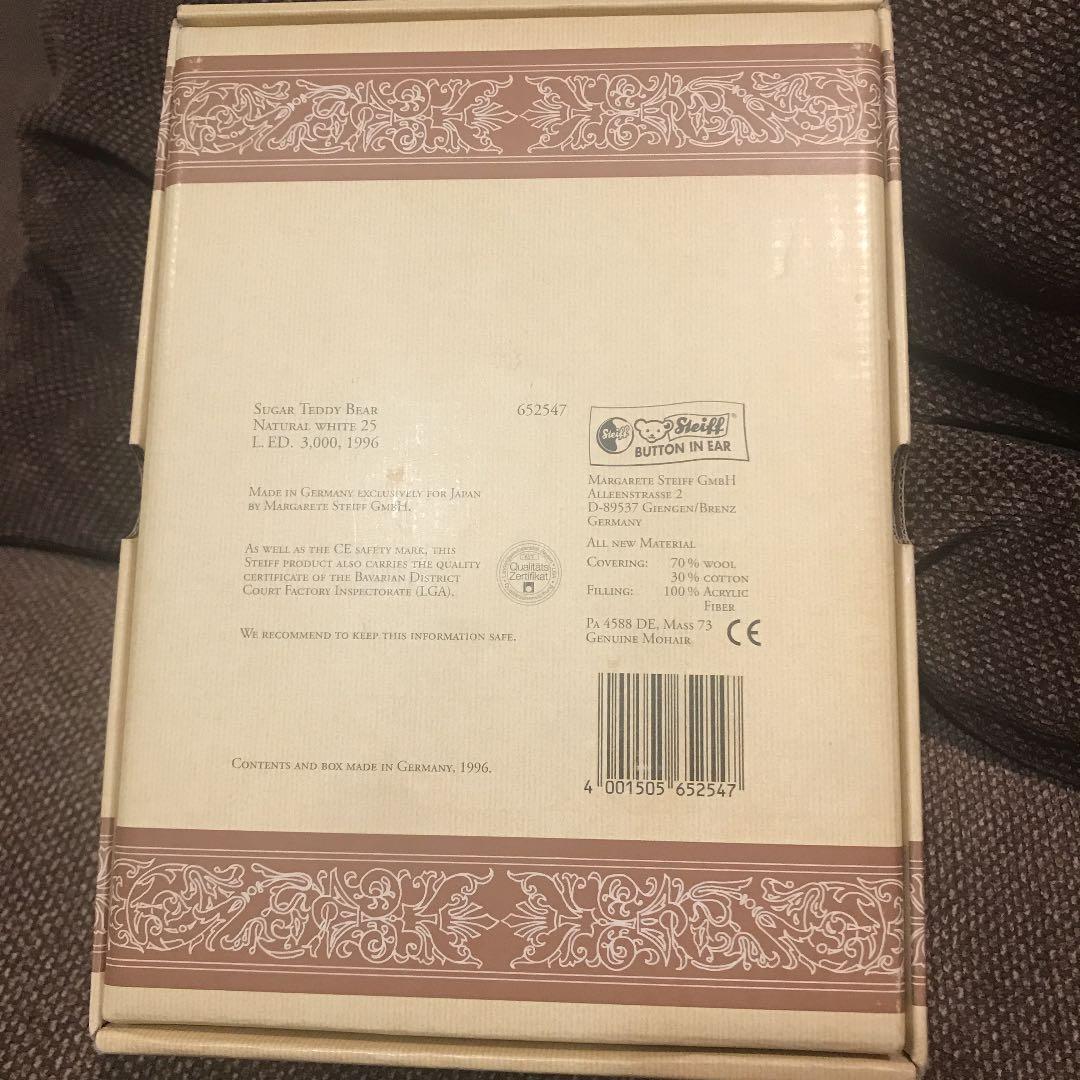 SUGAR TEDDY BEAR
NATURAL WHITE 25
L. ED. 3,000, 1996
652547
MADE IN GERMANY EXCLUSIVELY FOR JAPAN
BY MARGARETE STEIFF GMBH.
AS WELL AS THE CE SAFETY MARK, THIS
STEIFF PRODUCT ALSO CARRIES THE QUALITY
CERTIFICATE OF THE BAVARIAN DISTRICT
COURT FACTORY INSPECTORATE (LGA).
Qualitäts
Zertifikat
WE RECOMMEND TO KEEP THIS INFORMATION SAFE.
CONTENTS AND BOX MADE IN GERMANY, 1996.
Steiff
Steiff®
BUTTON IN EAR
MARGARETE STEIFF GMBH
ALLEENSTRASSE 2
D-89537 GIENGEN/BRENZ
GERMANY
ALL NEW MATERIAL
COVERING: 70 % WOOL
30 % COTTON
FILLING: 100 % ACRYLIC
FIBER
PA 4588 DE, MASS 73
GENUINE MOHAIR
CE
4 001505 652547